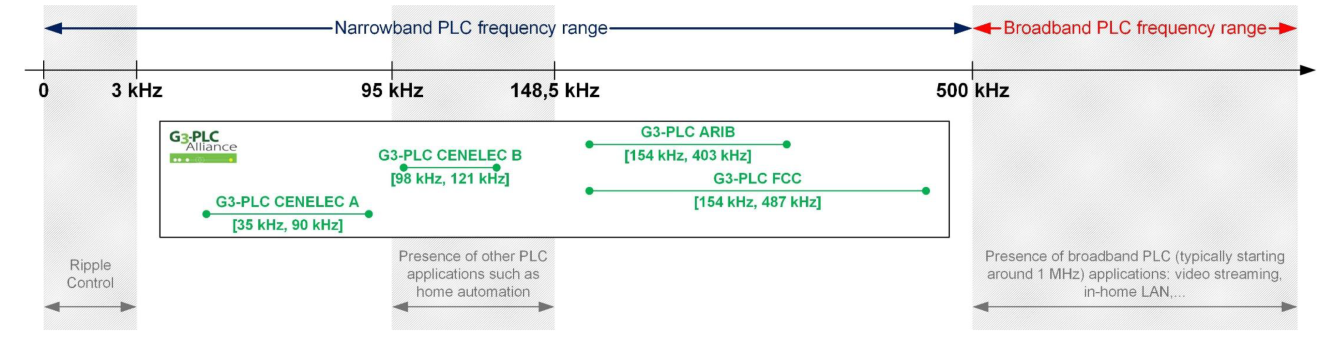 Narrowband PLC frequency range
Broadband PLC frequency range
0
3 kHz
95 kHz
148,5 kHz
500 kHz
G3-PLC
Alliance
G3-PLC ARIB
[154 kHz, 403 kHz]
G3-PLC CENELEC B
[98 kHz, 121 kHz]
G3-PLC FCC
[154 kHz, 487 kHz]
G3-PLC CENELEC A
[35 kHz, 90 kHz]
Ripple
Control
Presence of other PLC
applications such as
home automation
Presence of broadband PLC (typically starting
around 1 MHz) applications: video streaming,
in-home LAN,...